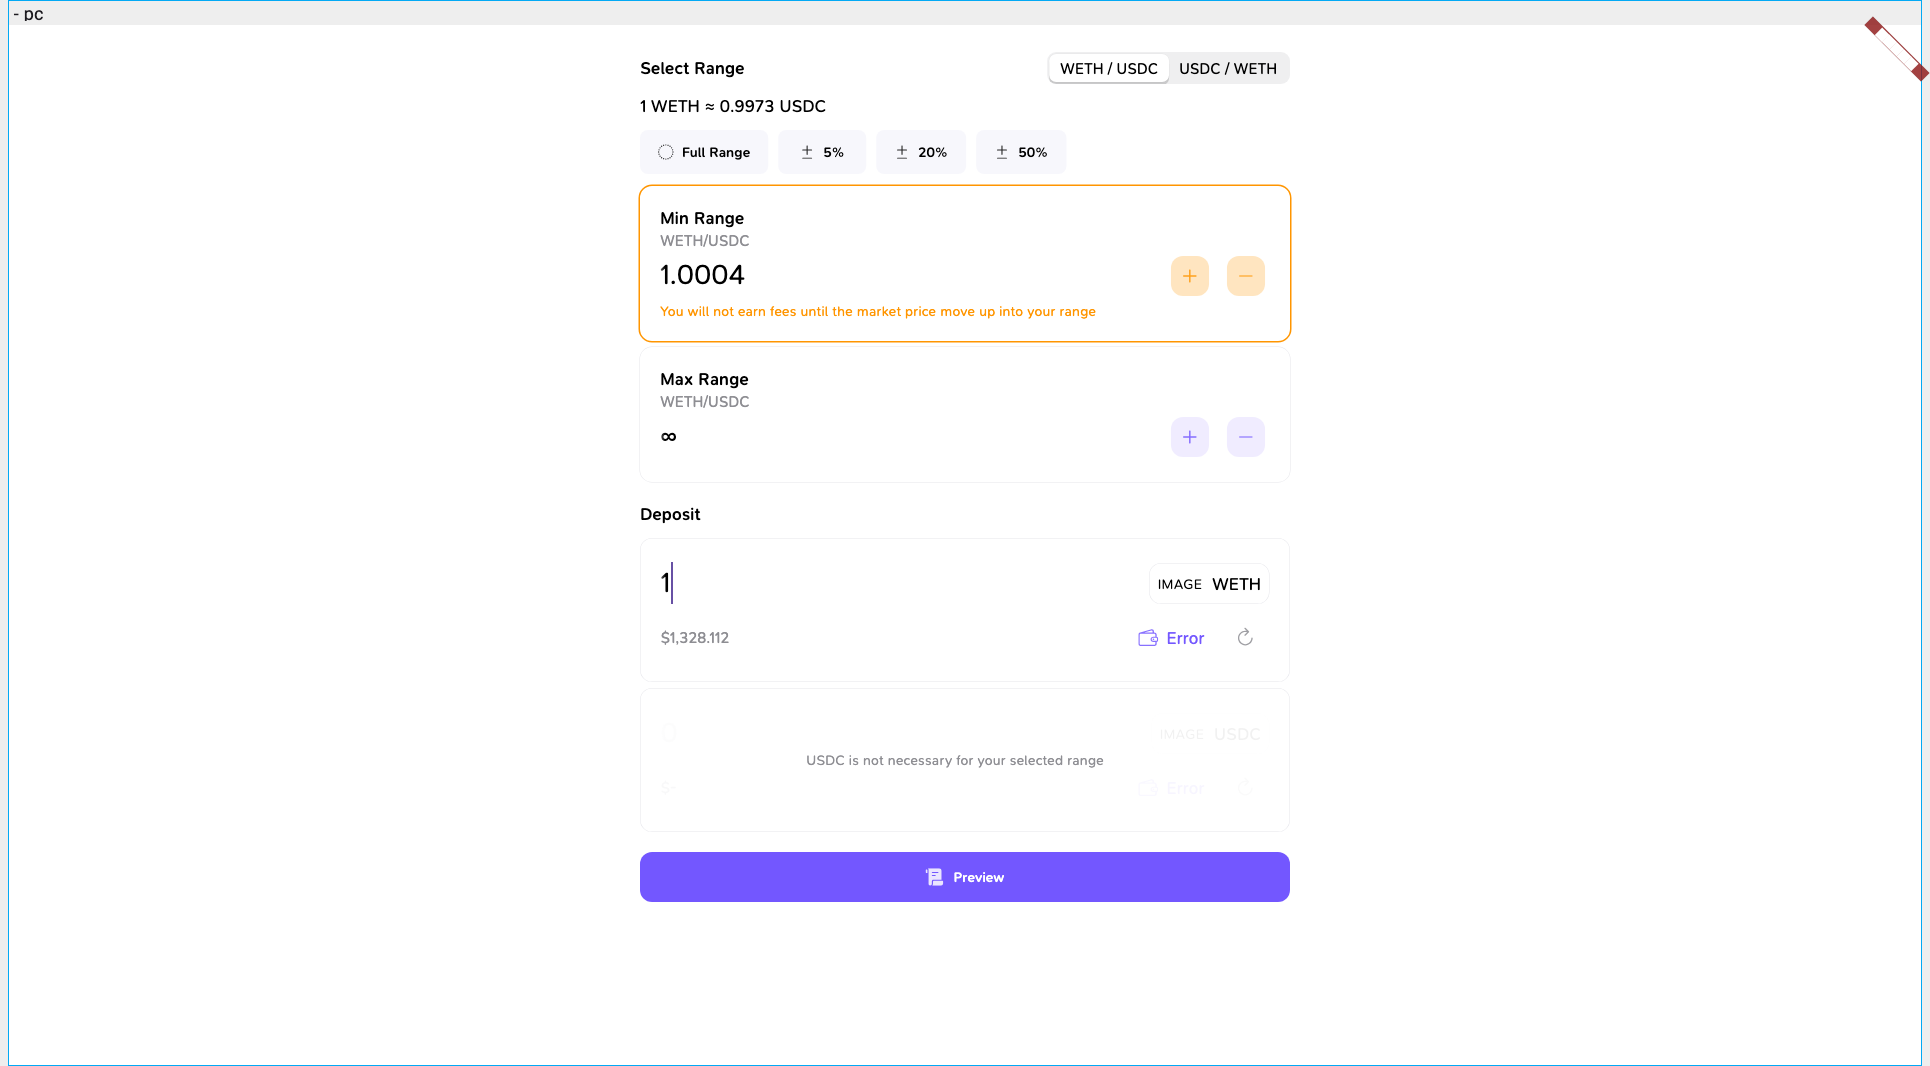 - pc
Select Range
WETH / USDC USDC / WETH
1 WETH ≈ 0.9973 USDC
Full Range ± 5% ± 20% ± 50%
Min Range
WETH/USDC
1.0004
You will not earn fees until the market price move up into your range
Max Range
WETH/USDC
∞
Deposit
1 IMAGE WETH
$1,328.112 Error
0 IMAGE USDC
USDC is not necessary for your selected range
$- Error
Preview